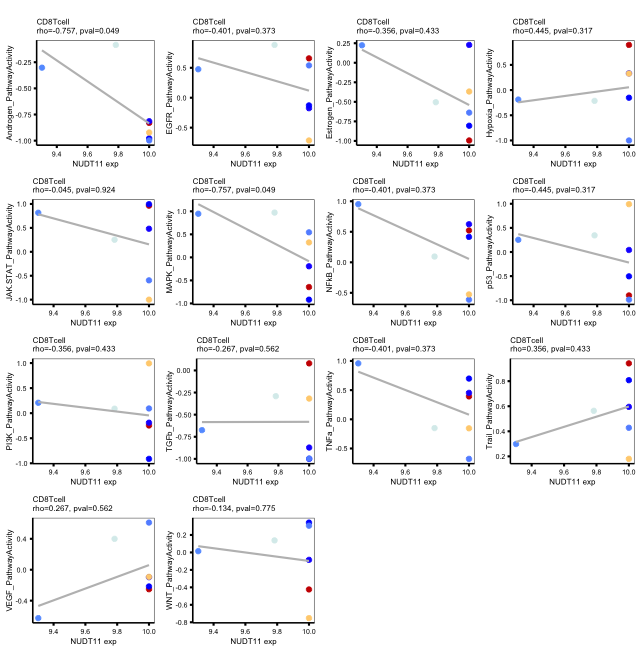 CD8Tcell
rho=-0.757, pval=0.049
Androgen_PathwayActivity
-0.25
-0.50
-0.75
-1.00
9.4
9.6
9.8
10.0
NUDT11 exp
CD8Tcell
rho=-0.401, pval=0.373
EGFR_PathwayActivity
0.5
0.0
-0.5
9.4
9.6
9.8
10.0
NUDT11 exp
CD8Tcell
rho=-0.356, pval=0.433
Estrogen_PathwayActivity
0.25
0.00
-0.25
-0.50
-0.75
-1.00
9.4
9.6
9.8
10.0
NUDT11 exp
CD8Tcell
rho=0.445, pval=0.317
Hypoxia_PathwayActivity
0.5
0.0
-0.5
-1.0
9.4
9.6
9.8
10.0
NUDT11 exp
CD8Tcell
rho=-0.045, pval=0.924
JAK.STAT_PathwayActivity
1.0
0.5
0.0
-0.5
-1.0
9.4
9.6
9.8
10.0
NUDT11 exp
CD8Tcell
rho=-0.757, pval=0.049
MAPK_PathwayActivity
1.0
0.5
0.0
-0.5
-1.0
9.4
9.6
9.8
10.0
NUDT11 exp
CD8Tcell
rho=-0.401, pval=0.373
NFkB_PathwayActivity
0.5
0.0
-0.5
9.4
9.6
9.8
10.0
NUDT11 exp
CD8Tcell
rho=-0.445, pval=0.317
p53_PathwayActivity
1.0
0.5
0.0
-0.5
-1.0
9.4
9.6
9.8
10.0
NUDT11 exp
CD8Tcell
rho=-0.356, pval=0.433
PI3K_PathwayActivity
1.0
0.5
0.0
-0.5
-1.0
9.4
9.6
9.8
10.0
NUDT11 exp
CD8Tcell
rho=-0.267, pval=0.562
TGFb_PathwayActivity
0.00
-0.25
-0.50
-0.75
-1.00
9.4
9.6
9.8
10.0
NUDT11 exp
CD8Tcell
rho=-0.401, pval=0.373
TNFa_PathwayActivity
1.0
0.5
0.0
-0.5
9.4
9.6
9.8
10.0
NUDT11 exp
CD8Tcell
rho=0.356, pval=0.433
Trail_PathwayActivity
0.8
0.6
0.4
0.2
9.4
9.6
9.8
10.0
NUDT11 exp
CD8Tcell
rho=0.267, pval=0.562
VEGF_PathwayActivity
0.4
0.0
-0.4
9.4
9.6
9.8
10.0
NUDT11 exp
CD8Tcell
rho=-0.134, pval=0.775
WNT_PathwayActivity
0.2
0.0
-0.2
-0.4
-0.6
-0.8
9.4
9.6
9.8
10.0
NUDT11 exp